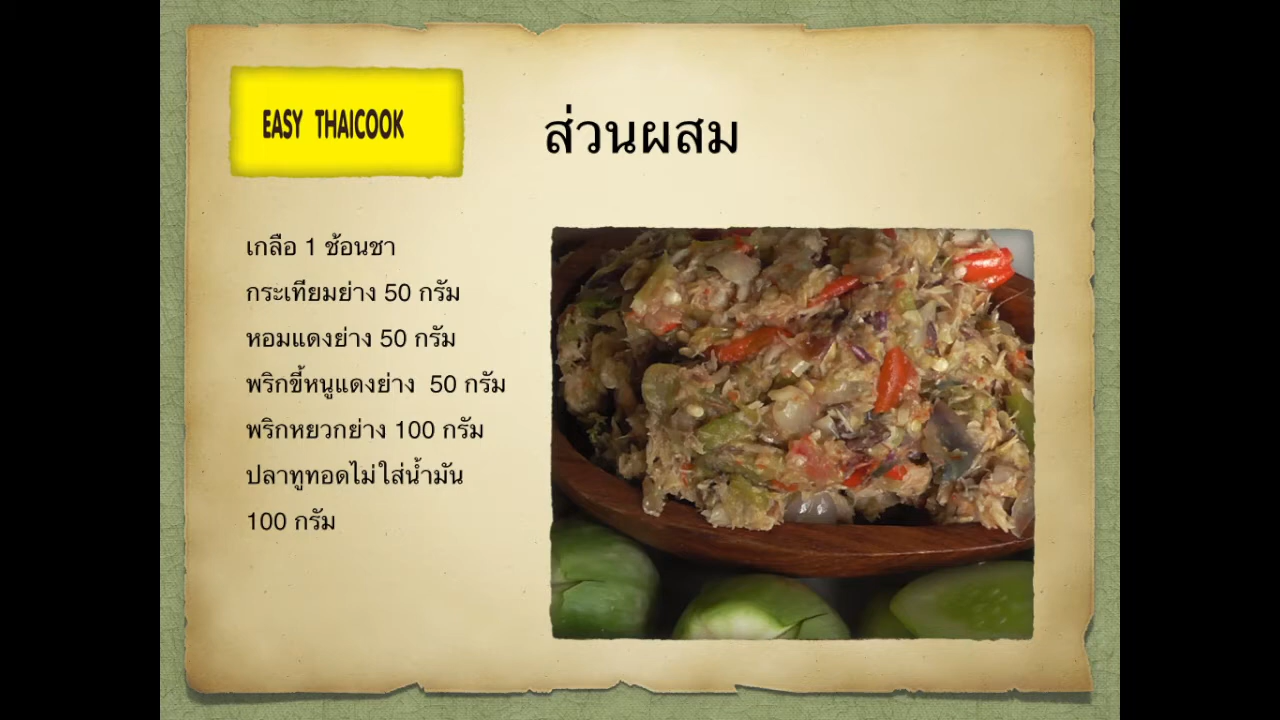 EASY THAICOOK
ส่วนผสม
เกลือ 1 ช้อนชา
กระเทียมย่าง 50 กรัม
หอมแดงย่าง 50 กรัม
พริกขี้หนูแดงย่าง 50 กรัม
พริกหยวกย่าง 100 กรัม
ปลาทูทอดไม่ใส่น้ำมัน
100 กรัม